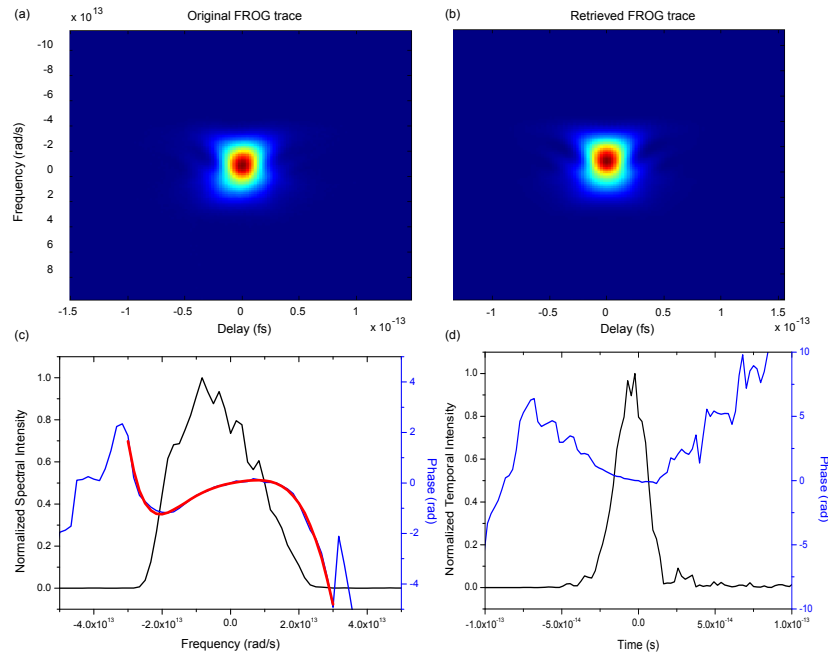 (a)
Original FROG trace
x 10^13
-10
-8
-6
-4
-2
0
2
4
6
8
Frequency (rad/s)
-1.5
-1
-0.5
0
0.5
1
Delay (fs)
x 10^-13
(b)
Retrieved FROG trace
-1
-0.5
0
0.5
1
1.5
Delay (fs)
x 10^-13
(c)
1.0
0.8
0.6
0.4
0.2
0.0
Normalized Spectral Intensity
4
2
0
-2
-4
Phase (rad)
-4.0x10^13
-2.0x10^13
0.0
2.0x10^13
4.0x10^13
Frequency (rad/s)
(d)
1.0
0.8
0.6
0.4
0.2
0.0
Normalized Temporal Intensity
10
5
0
-5
-10
Phase (rad)
-1.0x10^-13
-5.0x10^-14
0.0
5.0x10^-14
1.0x10^-13
Time (s)